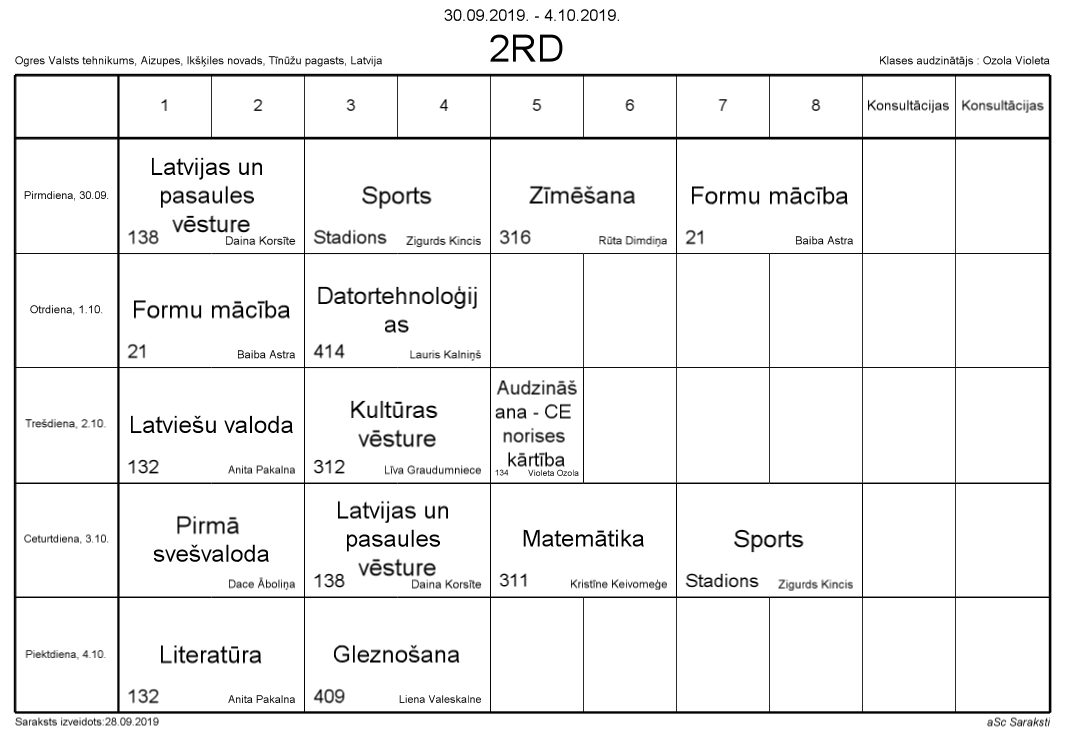 30.09.2019. - 4.10.2019.
2RD
Ogres Valsts tehnikums, Aizupes, Ikšķiles novads, Tīnūžu pagasts, Latvija
Klases audzinātājs : Ozola Violeta
1 2 3 4 5 6 7 8 Konsultācijas Konsultācijas
Pirmdiena, 30.09.
Latvijas un
pasaules
vēsture
138 Daina Korsīte
Sports
Stadions Zigurds Kincis
Zīmēšana
316 Rūta Dimdiņa
Formu mācība
21 Baiba Astra
Otrdiena, 1.10.
Formu mācība
21 Baiba Astra
Datortehnoloģij
as
414 Lauris Kalniņš
Trešdiena, 2.10.
Latviešu valoda
132 Anita Pakalna
Kultūras
vēsture
312 Līva Graudumniece
Audzināš
ana - CE
norises
kārtība
134 Violeta Ozola
Ceturtdiena, 3.10.
Pirmā
svešvaloda
Dace Āboliņa
Latvijas un
pasaules
vēsture
138 Daina Korsīte
Matemātika
311 Kristīne Keivomeģe
Sports
Stadions Zigurds Kincis
Piektdiena, 4.10.
Literatūra
132 Anita Pakalna
Gleznošana
409 Liena Valeskalne
Saraksts izveidots:28.09.2019
aSc Saraksti